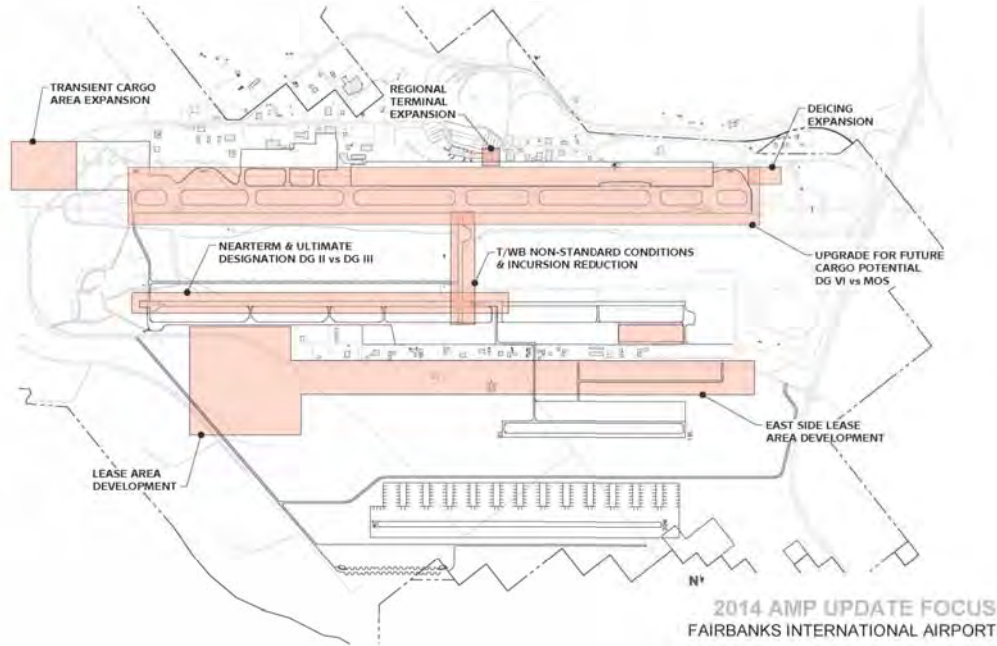 TRANSIENT CARGO
AREA EXPANSION
REGIONAL
TERMINAL
EXPANSION
DEICING
EXPANSION
NEARTERM & ULTIMATE
DESIGNATION DG II vs DG III
T/WB NON-STANDARD CONDITIONS
& INCURSION REDUCTION
UPGRADE FOR FUTURE
CARGO POTENTIAL
DG VI vs MOS
EAST SIDE LEASE
AREA DEVELOPMENT
LEASE AREA
DEVELOPMENT
N
2014 AMP UPDATE FOCUS
FAIRBANKS INTERNATIONAL AIRPORT